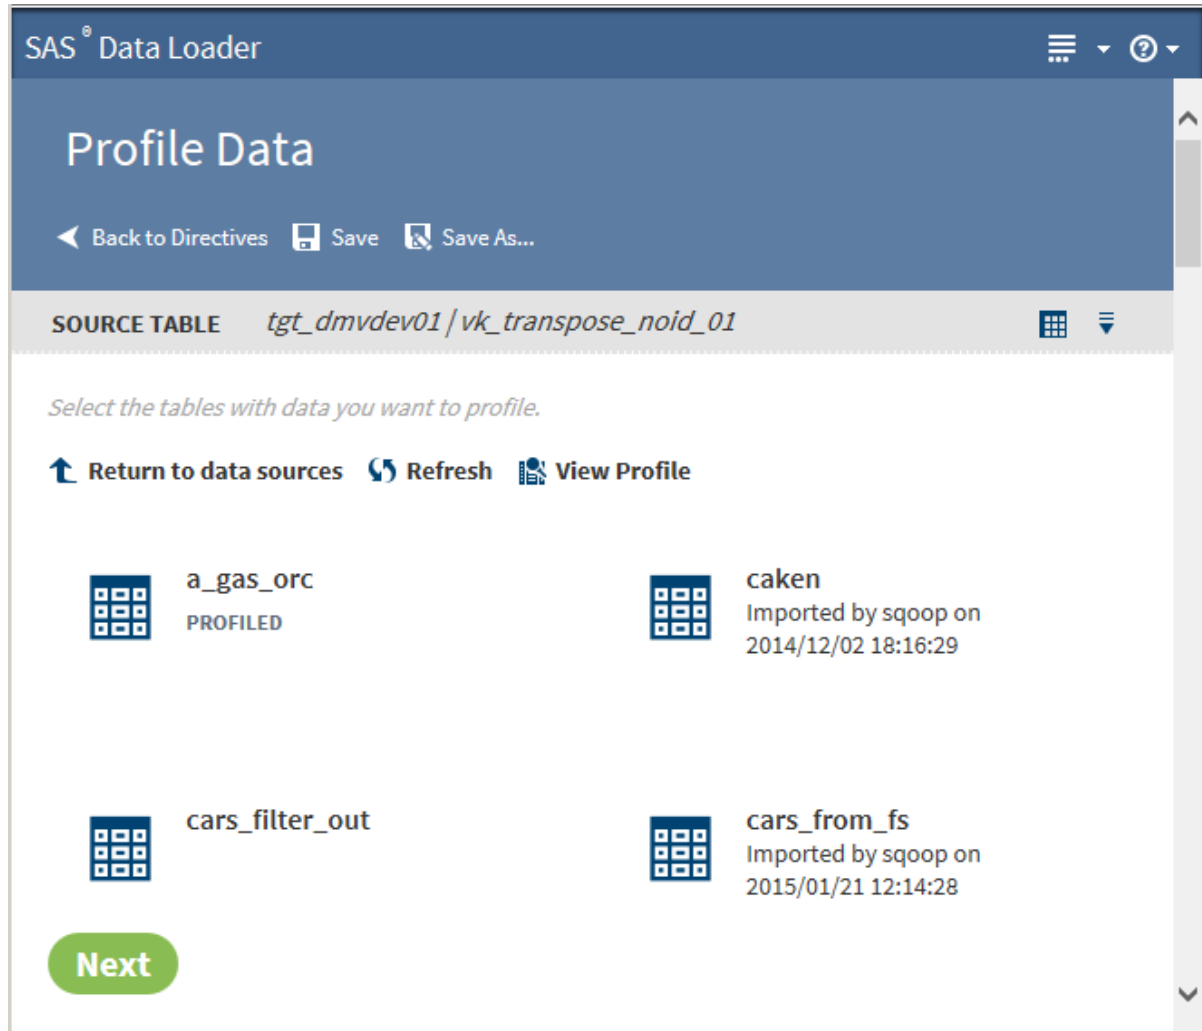 SAS® Data Loader
Profile Data
Back to Directives Save Save As...
SOURCE TABLE tgt_dmvdev01 | vk_transpose_noid_01
Select the tables with data you want to profile.
Return to data sources Refresh View Profile
a_gas_orc
PROFILED
caken
Imported by sqoop on
2014/12/02 18:16:29
cars_filter_out
cars_from_fs
Imported by sqoop on
2015/01/21 12:14:28
Next